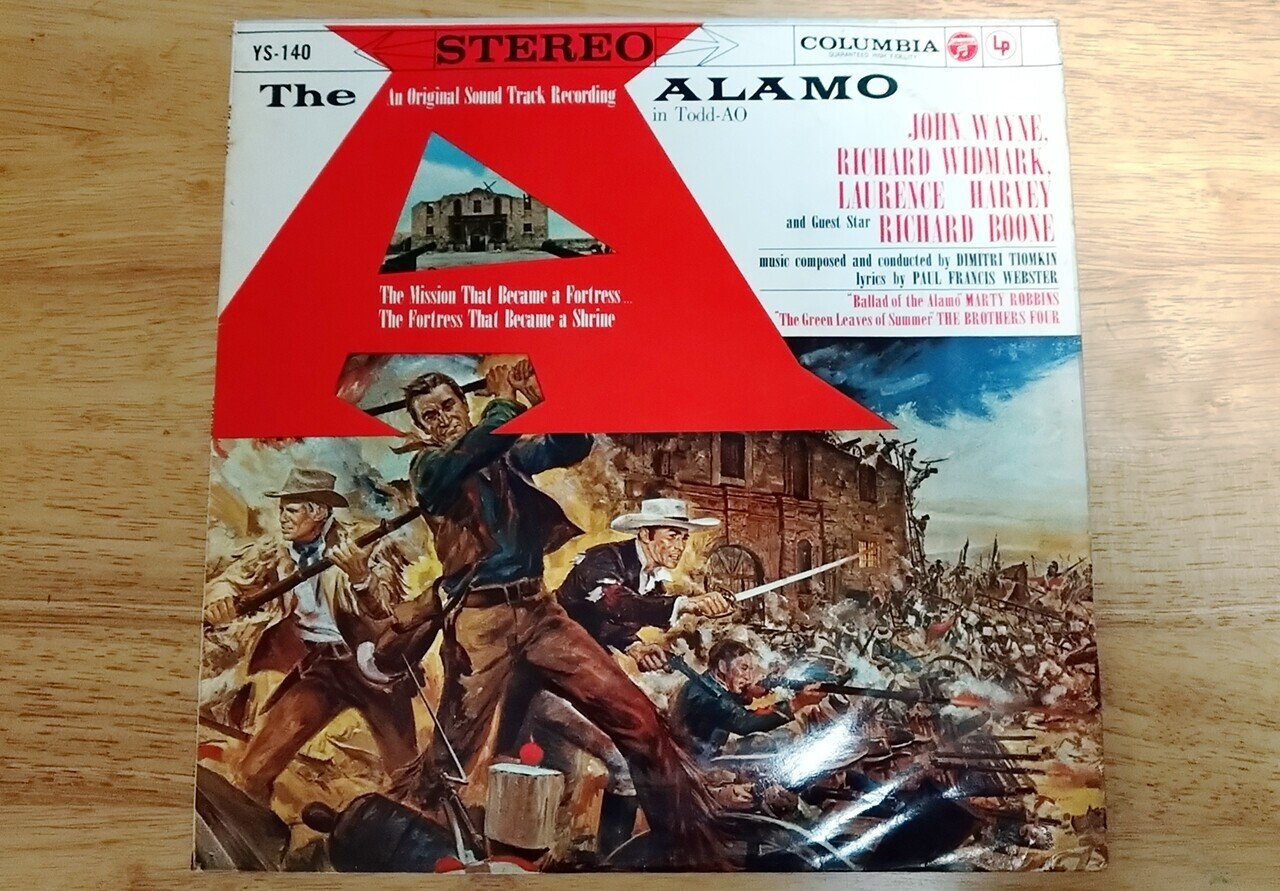 YS-140
STEREO
COLUMBIA
GUARANTEED HIGH FIDELITY
Lp
The ALAMO
An Original Sound Track Recording
in Todd-AO
JOHN WAYNE,
RICHARD WIDMARK,
LAURENCE HARVEY
and Guest Star RICHARD BOONE
music composed and conducted by DIMITRI TIOMKIN
lyrics by PAUL FRANCIS WEBSTER
"Ballad of the Alamo" MARTY ROBBINS
"The Green Leaves of Summer" THE BROTHERS FOUR
The Mission That Became a Fortress...
The Fortress That Became a Shrine